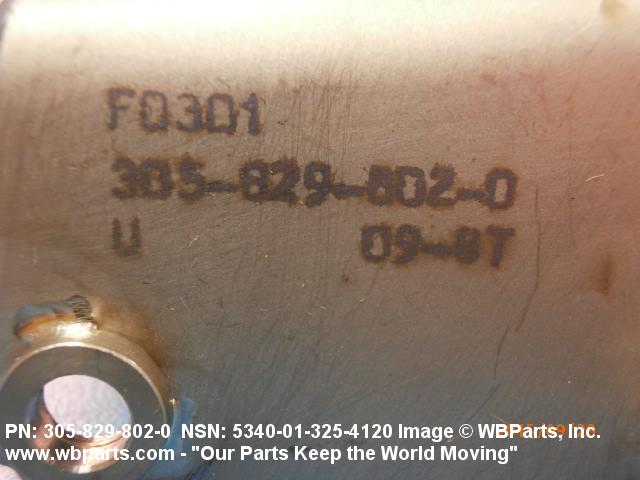 F0301
305-829-802-0
U 09-87
PN: 305-829-802-0 NSN: 5340-01-325-4120 Image © WBParts, Inc.
www.wbparts.com - "Our Parts Keep the World Moving"